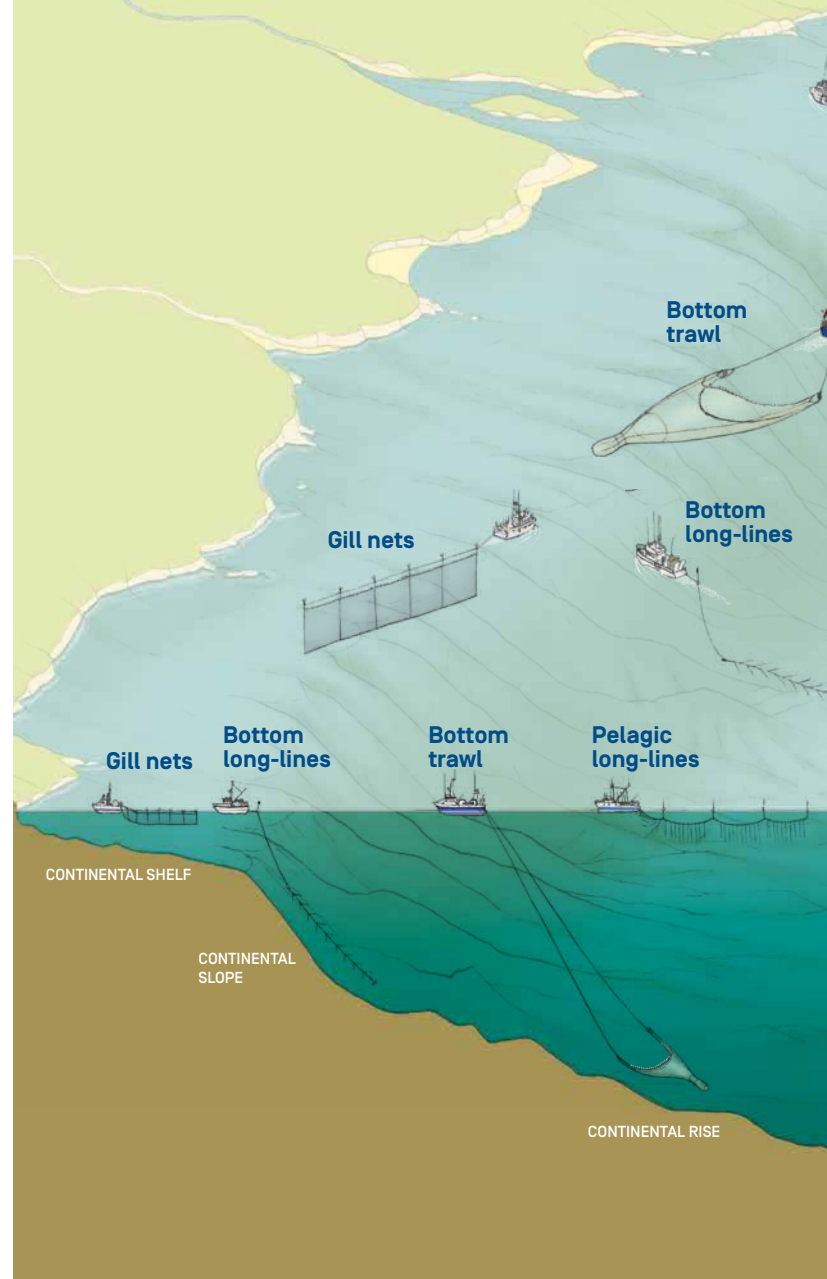 Bottom
trawl
Bottom
long-lines
Gill nets
Gill nets
Bottom
long-lines
Bottom
trawl
Pelagic
long-lines
CONTINENTAL SHELF
CONTINENTAL
SLOPE
CONTINENTAL RISE